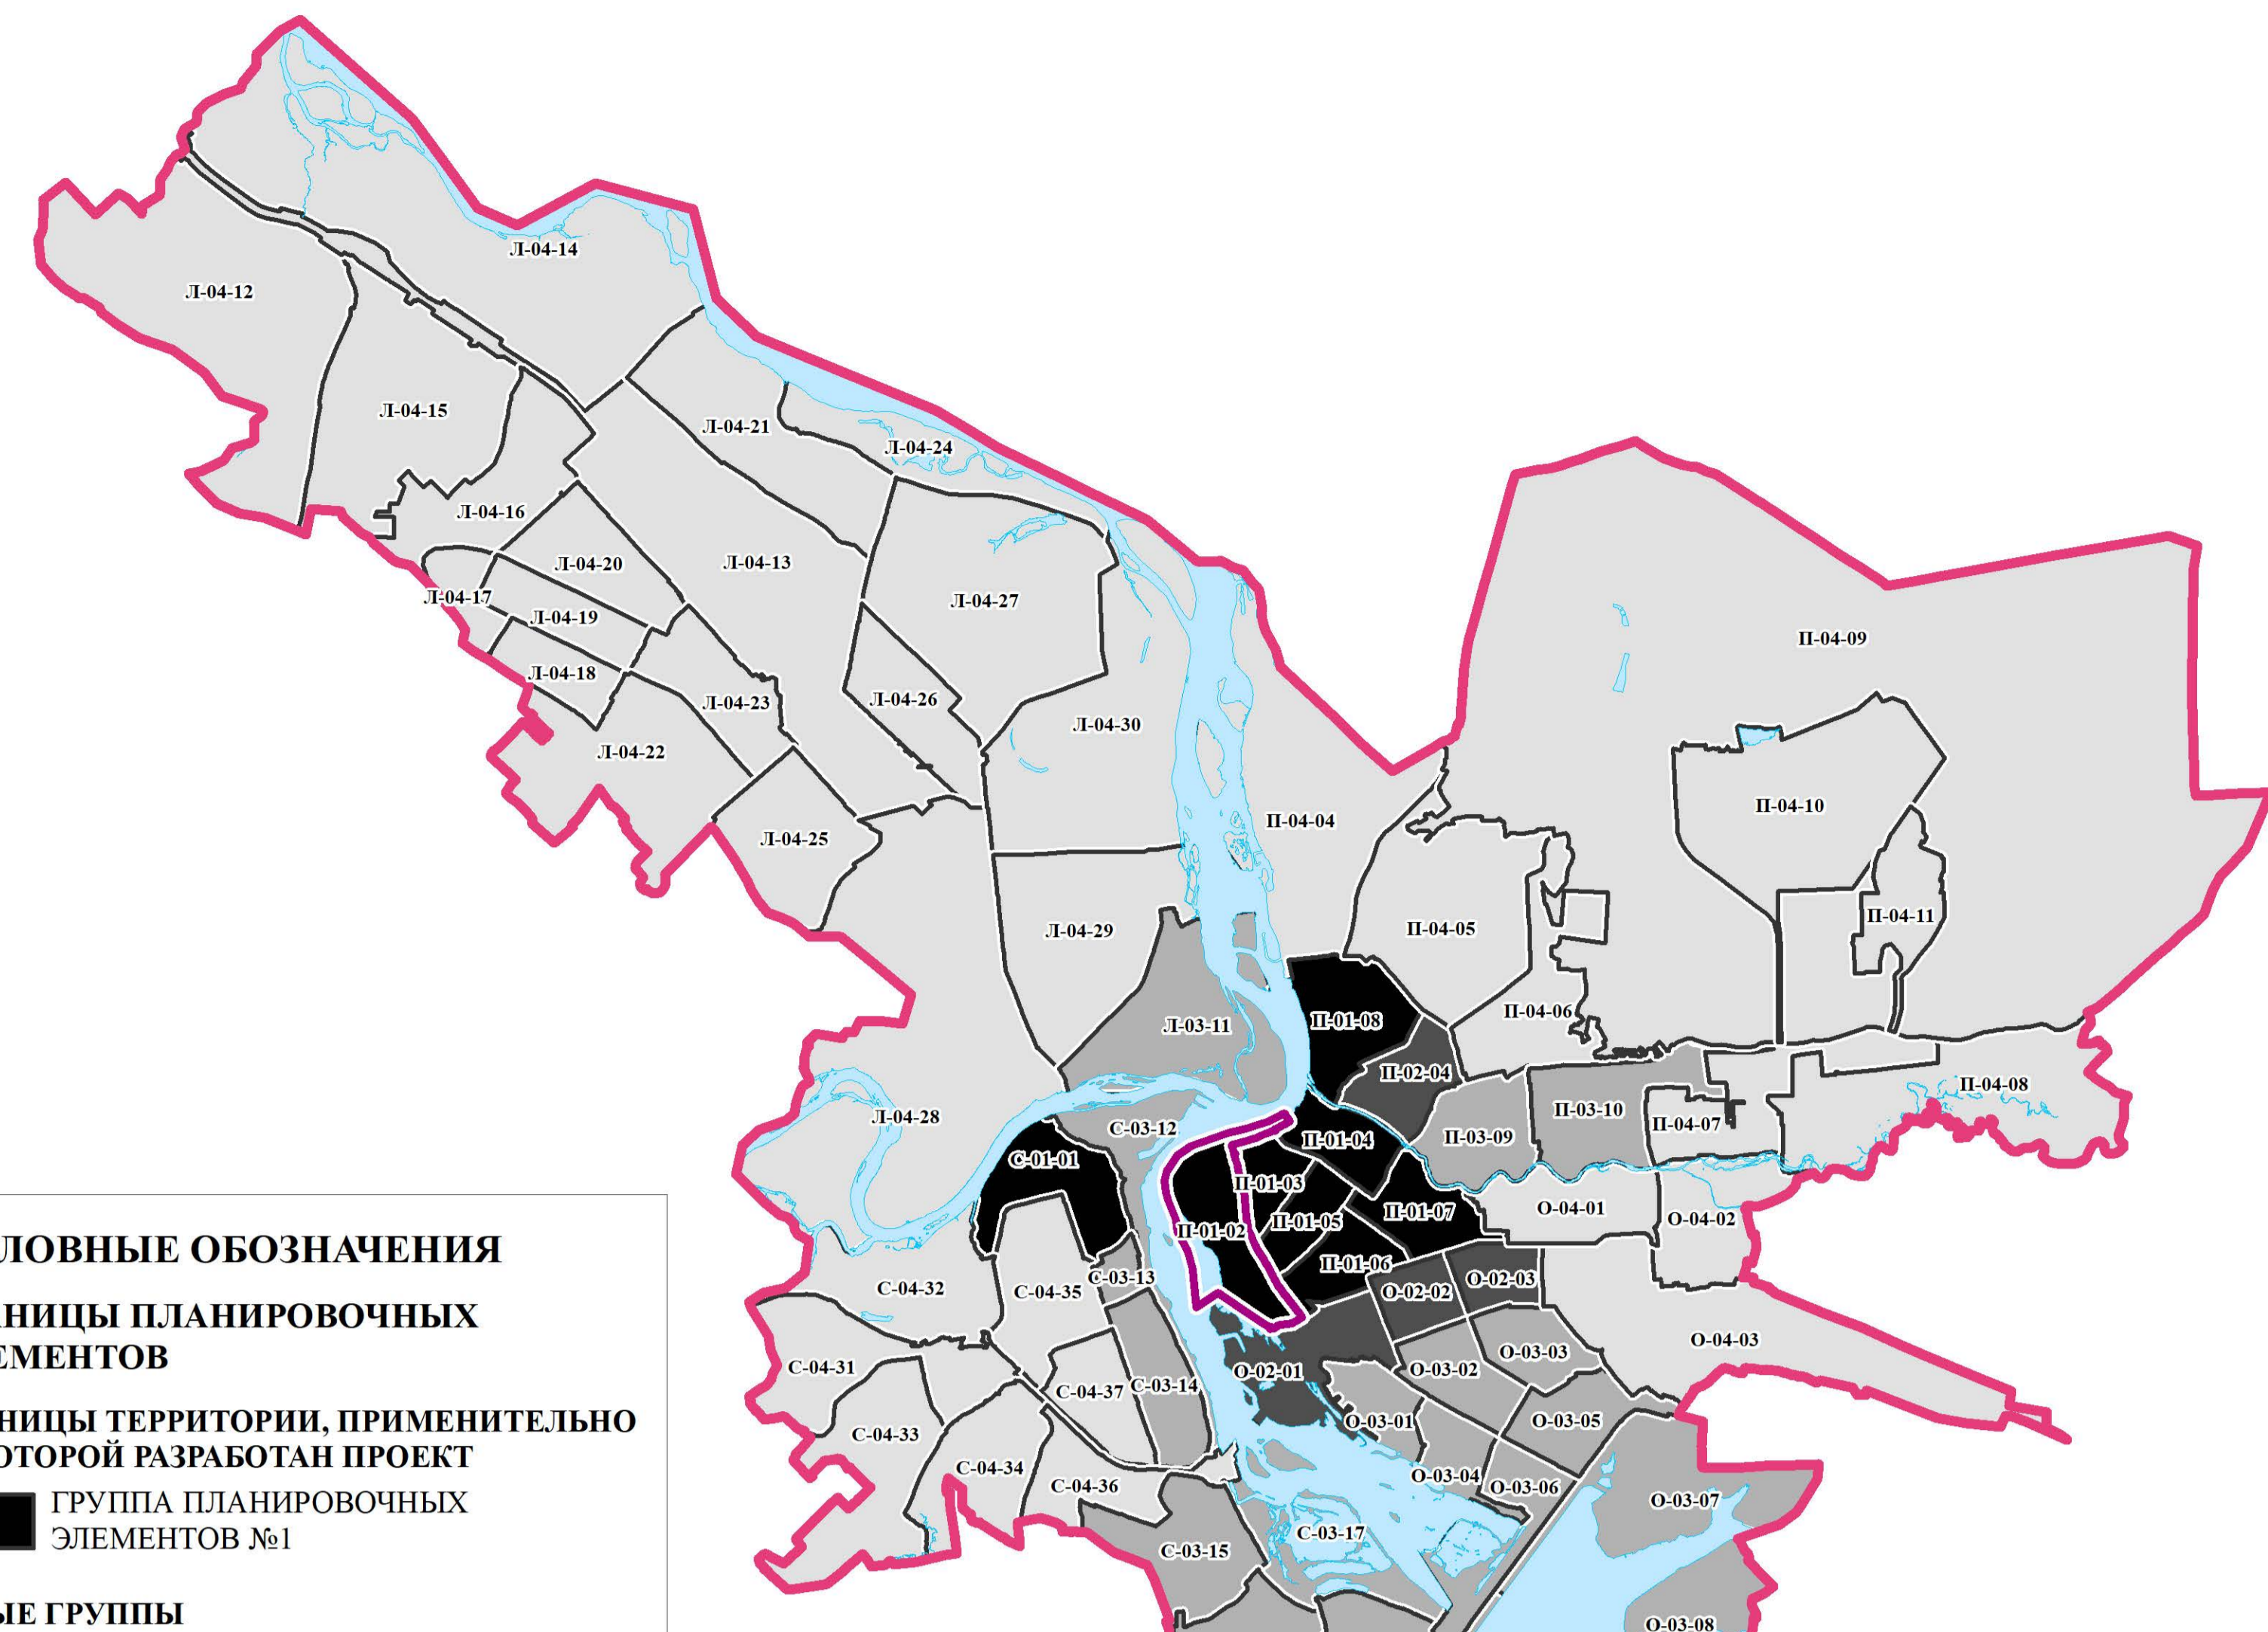 Л-04-14
Л-04-12
Л-04-15
Л-04-21
Л-04-24
Л-04-16
Л-04-20
Л-04-13
Л-04-17
Л-04-27
Л-04-19
П-04-09
Л-04-18
Л-04-23
Л-04-26
Л-04-30
Л-04-22
П-04-10
П-04-04
Л-04-25
П-04-11
Л-04-29
П-04-05
П-04-06
Л-03-11
П-01-08
П-02-04
П-04-08
Л-04-28
П-03-10
П-04-07
С-03-12
П-01-04
П-03-09
С-01-01
П-01-03
О-04-01
П-01-07
О-04-02
П-01-05
П-01-02
П-01-06
С-03-13
О-02-03
С-04-32
С-04-35
О-02-02
О-04-03
О-03-03
С-04-31
О-03-02
О-02-01
С-04-37
С-03-14
О-03-01
О-03-05
С-04-33
С-04-34
О-03-04
С-04-36
О-03-06
О-03-07
С-03-17
С-03-15
О-03-08
ЛОВНЫЕ ОБОЗНАЧЕНИЯ
НИЦЫ ПЛАНИРОВОЧНЫХ
ЕМЕНТОВ
НИЦЫ ТЕРРИТОРИИ, ПРИМЕНИТЕЛЬНО
ОТОРОЙ РАЗРАБОТАН ПРОЕКТ
ГРУППА ПЛАНИРОВОЧНЫХ
ЭЛЕМЕНТОВ №1
ЫЕ ГРУППЫ